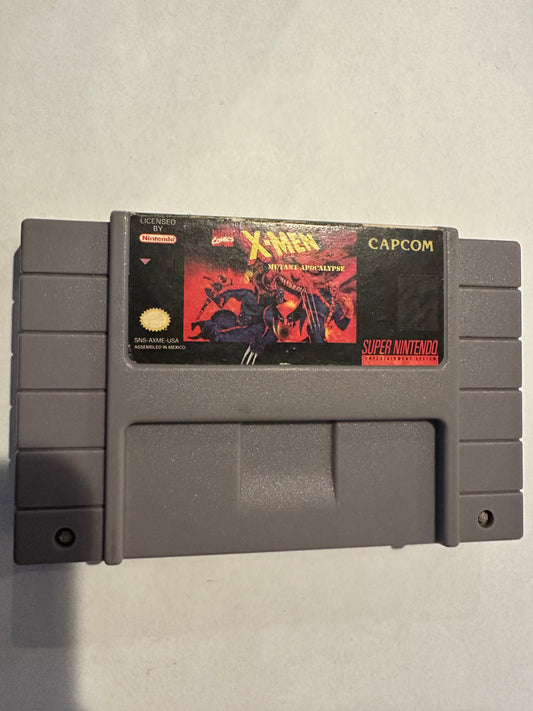 LICENSED
BY
Nintendo
SNS-AXME-USA
ASSEMBLED IN MEXICO
MARVEL
COMICS
X-MEN
MUTANT APOCALYPSE
CAPCOM
SUPER NINTENDO
ENTERTAINMENT SYSTEM